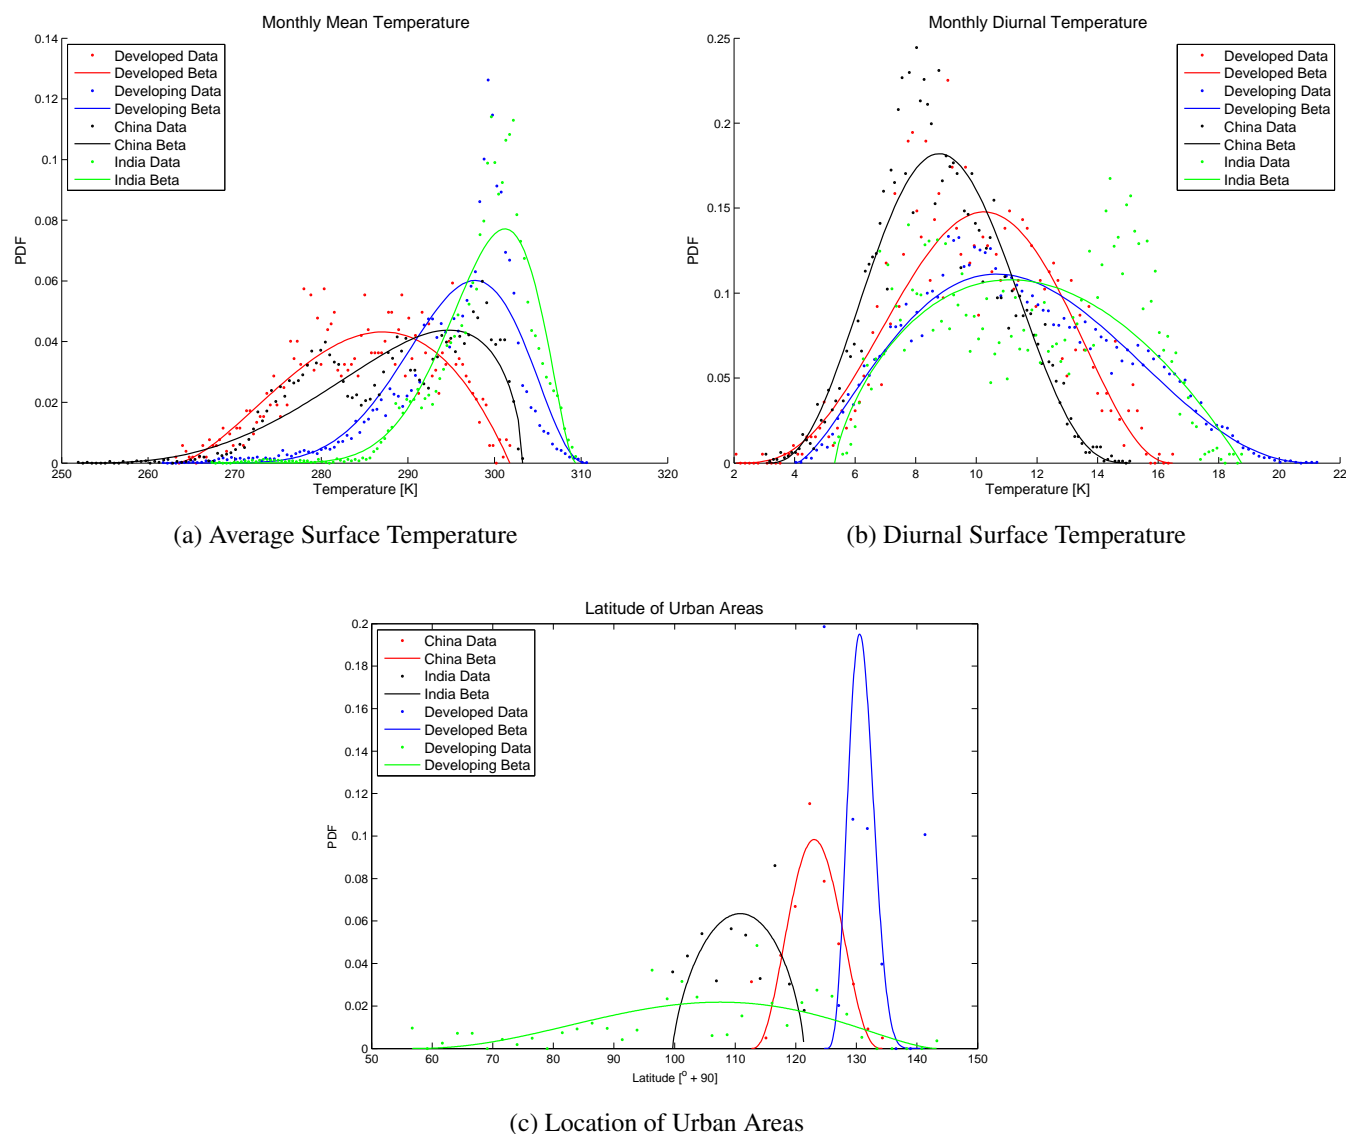 Monthly Mean Temperature
0.14
0.12
0.1
0.08
0.06
0.04
0.02
0
PDF
Developed Data
Developed Beta
Developing Data
Developing Beta
China Data
China Beta
India Data
India Beta
250 260 270 280 290 300 310 320
Temperature [K]
(a) Average Surface Temperature
Monthly Diurnal Temperature
0.25
0.2
0.15
0.1
0.05
0
PDF
Developed Data
Developed Beta
Developing Data
Developing Beta
China Data
China Beta
India Data
India Beta
2 4 6 8 10 12 14 16 18 20 22
Temperature [K]
(b) Diurnal Surface Temperature
Latitude of Urban Areas
0.2
0.18
0.16
0.14
0.12
0.1
0.08
0.06
0.04
0.02
0
PDF
China Data
China Beta
India Data
India Beta
Developed Data
Developed Beta
Developing Data
Developing Beta
50 60 70 80 90 100 110 120 130 140 150
Latitude [° + 90]
(c) Location of Urban Areas